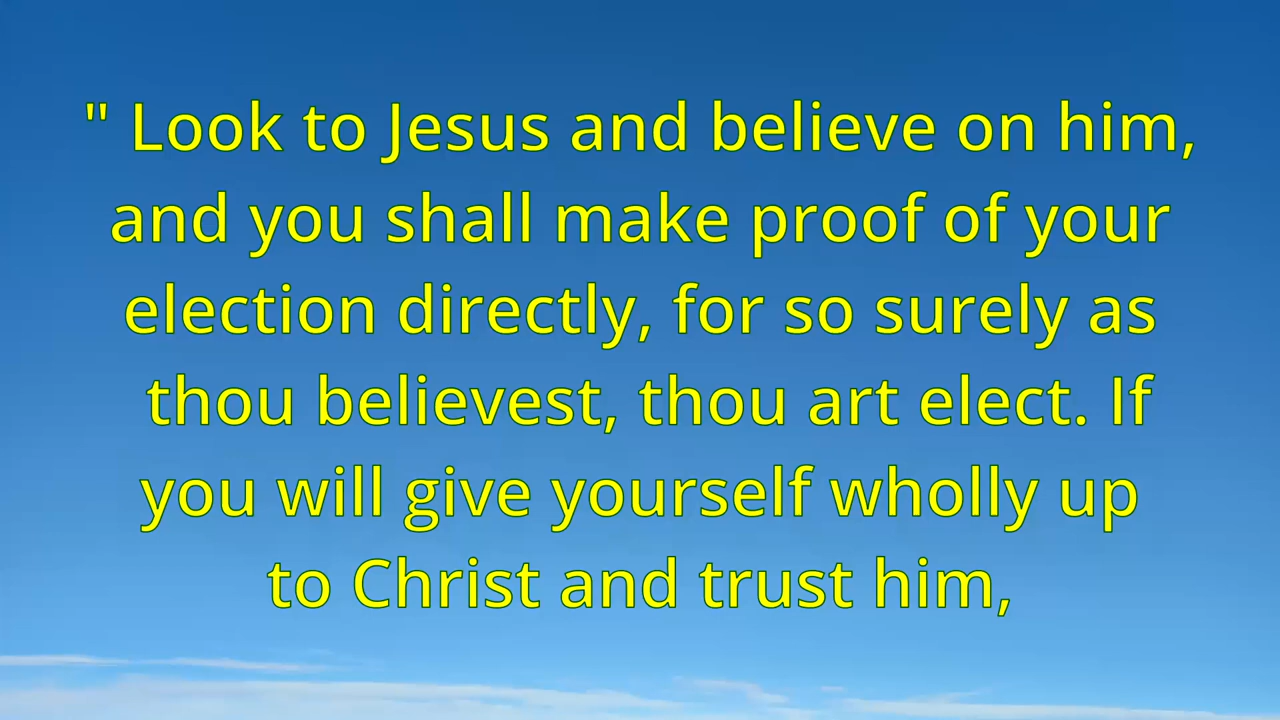 " Look to Jesus and believe on him,
and you shall make proof of your
election directly, for so surely as
thou believest, thou art elect. If
you will give yourself wholly up
to Christ and trust him,